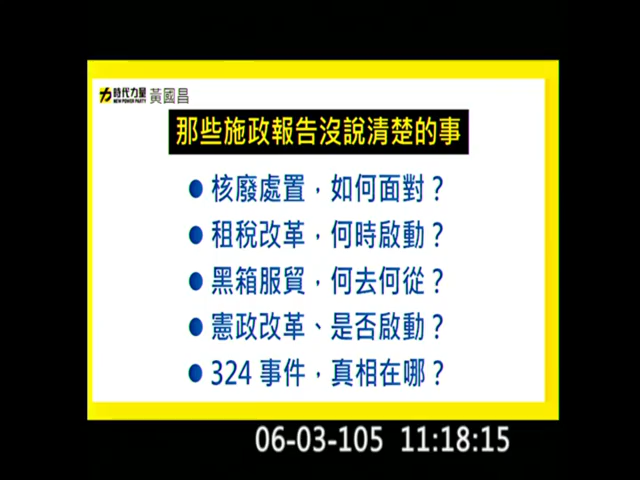 時代力量 黃國昌
NEW POWER PARTY
那些施政報告沒說清楚的事
● 核廢處置，如何面對？
● 租稅改革，何時啟動？
● 黑箱服貿，何去何從？
● 憲政改革、是否啟動？
● 324 事件，真相在哪？
06-03-105 11:18:15